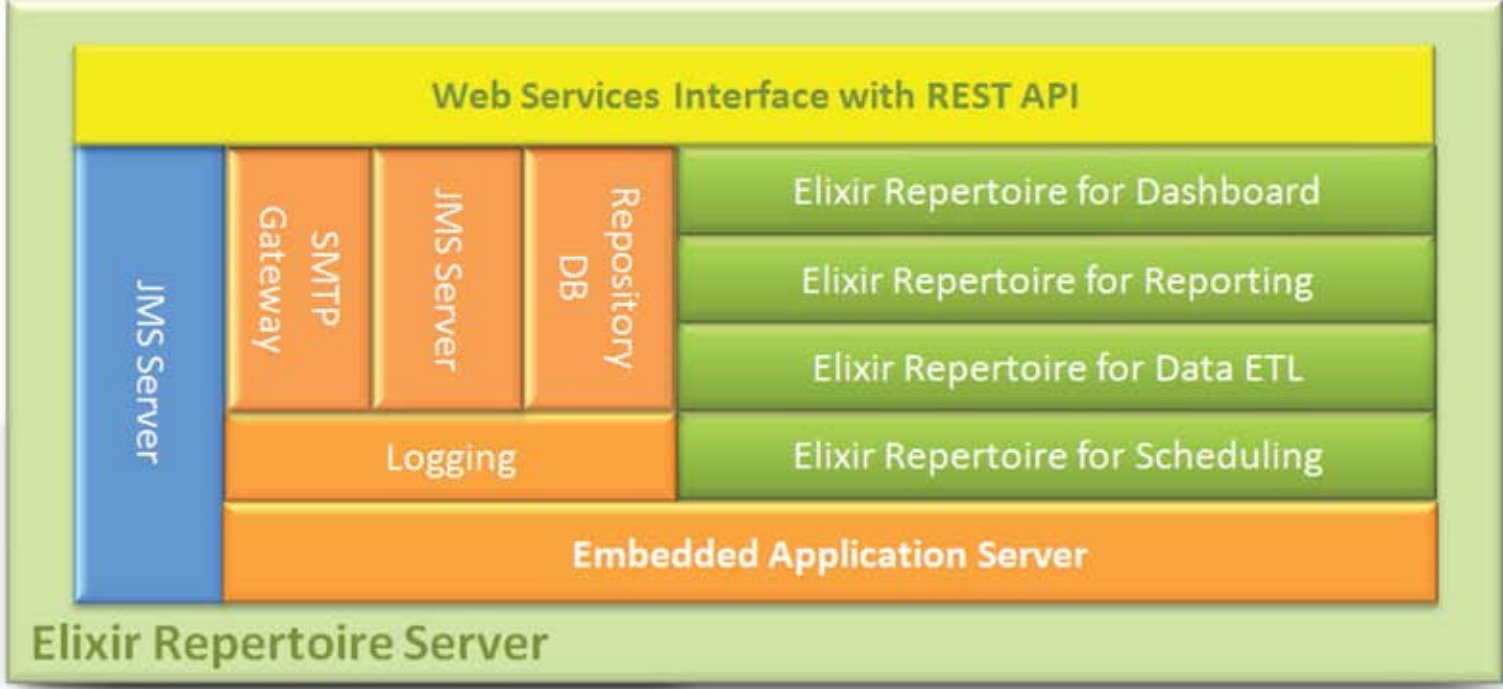 Web Services Interface with REST API
JMS Server
SMTP
Gateway
JMS Server
Repository
DB
Elixir Repertoire for Dashboard
Elixir Repertoire for Reporting
Elixir Repertoire for Data ETL
Logging
Elixir Repertoire for Scheduling
Embedded Application Server
Elixir Repertoire Server